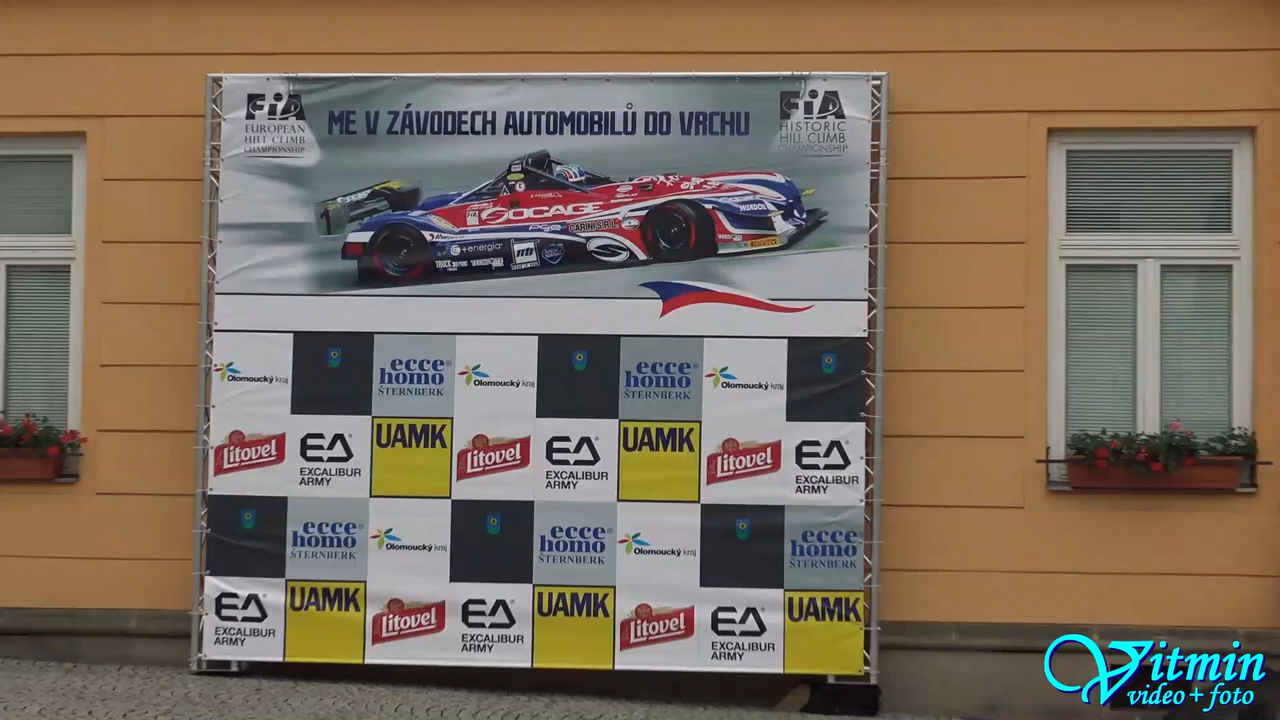 FIA
EUROPEAN
HILL CLIMB
CHAMPIONSHIP
ME V ZÁVODECH AUTOMOBILŮ DO VRCHU
FIA
HISTORIC
HILL CLIMB
CHAMPIONSHIP
SOCAGE
CARINI S.R.L.
+energia
PIRELLI
Olomoucký kraj
ecce homo ŠTERNBERK
Olomoucký kraj
ecce homo ŠTERNBERK
Olomoucký kraj
Litovel
EA EXCALIBUR ARMY
UAMK
Litovel
EA EXCALIBUR ARMY
UAMK
Litovel
EA EXCALIBUR ARMY
ecce homo ŠTERNBERK
Olomoucký kraj
ecce homo ŠTERNBERK
Olomoucký kraj
ecce homo ŠTERNBERK
EA EXCALIBUR ARMY
UAMK
Litovel
EA EXCALIBUR ARMY
UAMK
Litovel
EA EXCALIBUR ARMY
UAMK
Vitmin
video+foto